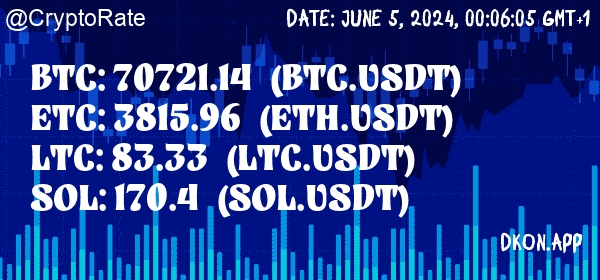 @CryptoRate
DATE: JUNE 5, 2024, 00:06:05 GMT+1
BTC: 70721.14 (BTC.USDT)
ETC: 3815.96 (ETH.USDT)
LTC: 83.33 (LTC.USDT)
SOL: 170.4 (SOL.USDT)
DKON.APP